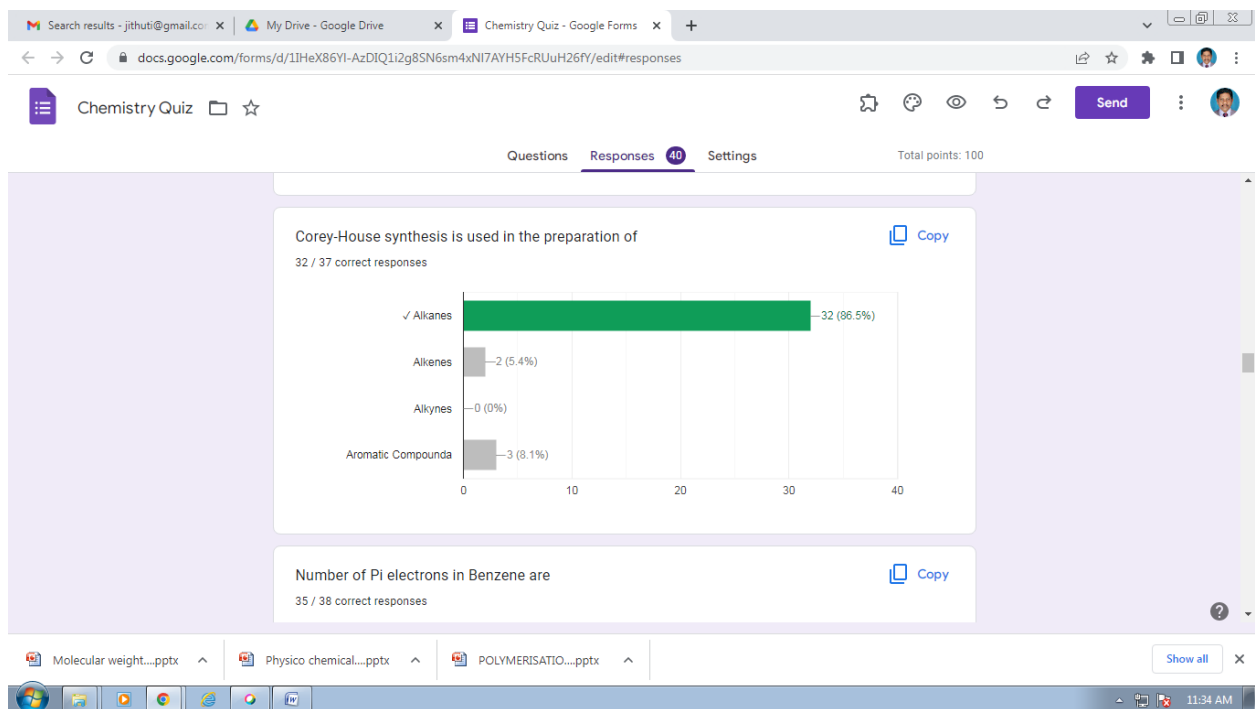 Search results - jithuti@gmail.cor
My Drive - Google Drive
Chemistry Quiz - Google Forms
docs.google.com/forms/d/1IHeX86Yl-AzDIQ1i2g8SN6sm4xNI7AYH5FcRUuH26fY/edit#responses
Chemistry Quiz
Send
Questions Responses 40 Settings Total points: 100
Corey-House synthesis is used in the preparation of
Copy
32 / 37 correct responses
✓ Alkanes 32 (86.5%)
Alkenes 2 (5.4%)
Alkynes 0 (0%)
Aromatic Compounda 3 (8.1%)
0 10 20 30 40
Number of Pi electrons in Benzene are
Copy
35 / 38 correct responses
Molecular weight....pptx
Physico chemical....pptx
POLYMERISATIO....pptx
Show all
11:34 AM